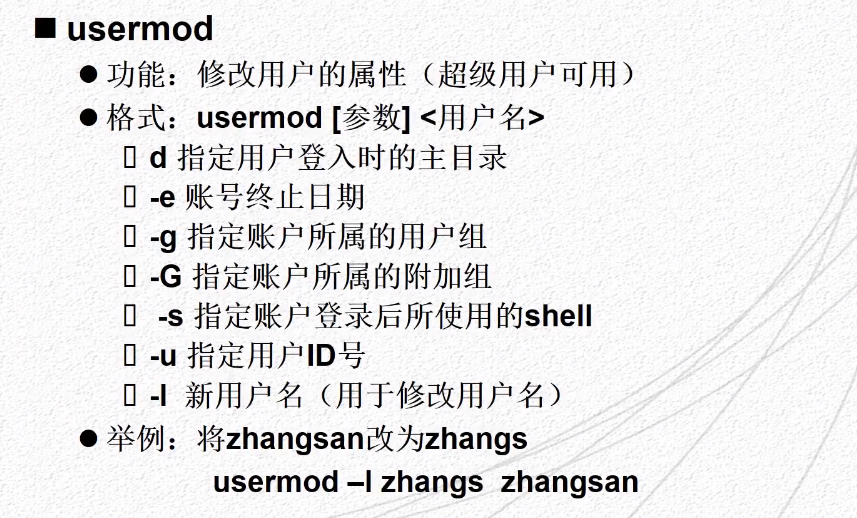 ■ usermod
● 功能：修改用户的属性（超级用户可用）
● 格式：usermod [参数] <用户名>
▯ d 指定用户登入时的主目录
▯ -e 账号终止日期
▯ -g 指定账户所属的用户组
▯ -G 指定账户所属的附加组
▯ -s 指定账户登录后所使用的shell
▯ -u 指定用户ID号
▯ -l 新用户名（用于修改用户名）
● 举例：将zhangsan改为zhangs
usermod –l zhangs zhangsan